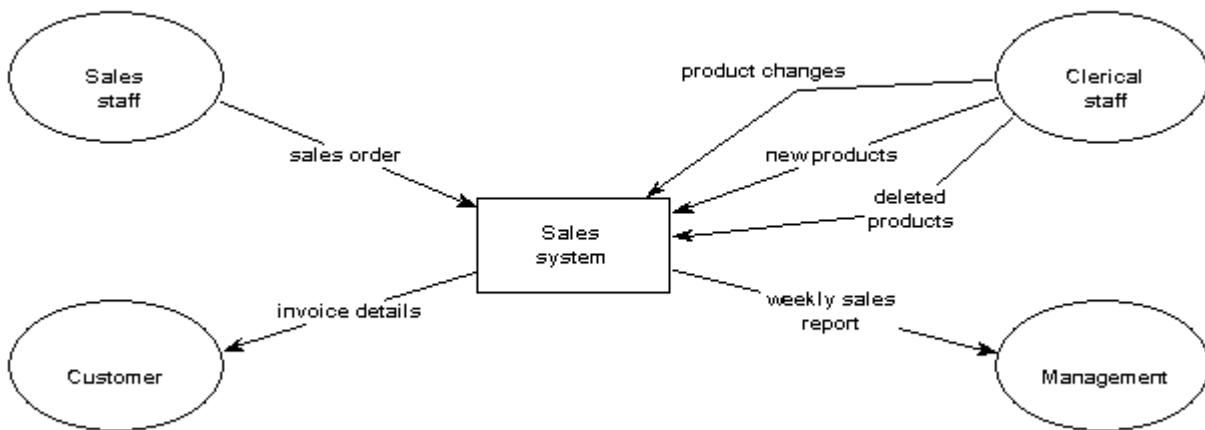 Sales
staff
product changes
Clerical
staff
sales order
new products
deleted
products
Sales
system
invoice details
weekly sales
report
Customer
Management